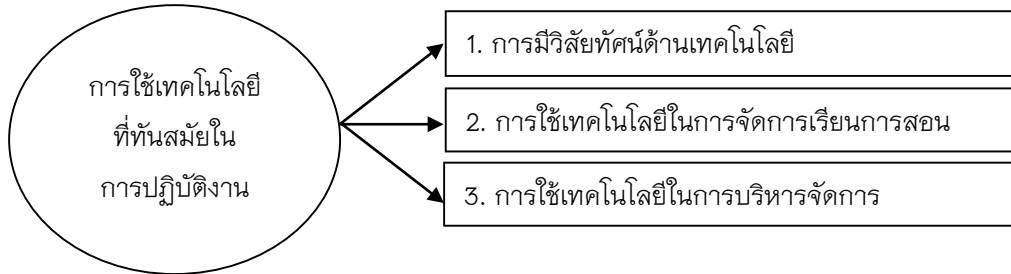 การใช้เทคโนโลยี
ที่ทันสมัยใน
การปฏิบัติงาน
1. การมีวิสัยทัศน์ด้านเทคโนโลยี
2. การใช้เทคโนโลยีในการจัดการเรียนการสอน
3. การใช้เทคโนโลยีในการบริหารจัดการ